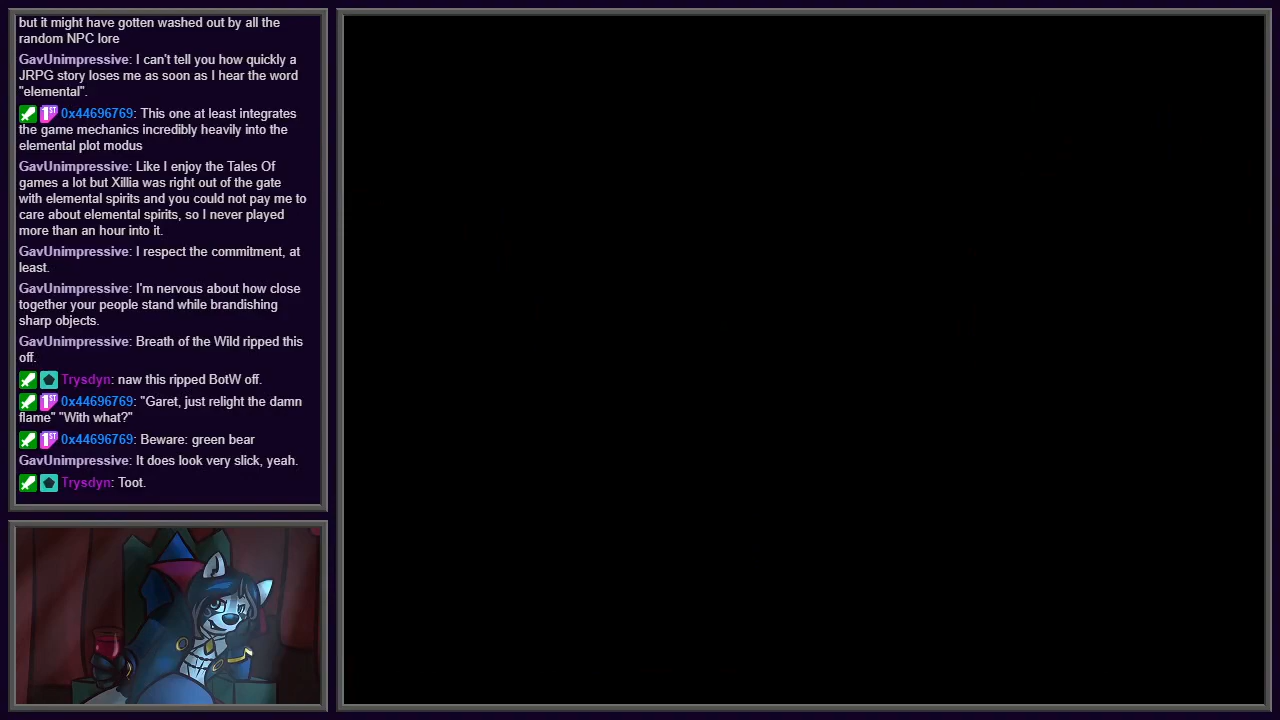 but it might have gotten washed out by all the
random NPC lore
GavUnimpressive: I can't tell you how quickly a
JRPG story loses me as soon as I hear the word
"elemental".
1ST 0x44696769: This one at least integrates
the game mechanics incredibly heavily into the
elemental plot modus
GavUnimpressive: Like I enjoy the Tales Of
games a lot but Xillia was right out of the gate
with elemental spirits and you could not pay me to
care about elemental spirits, so I never played
more than an hour into it.
GavUnimpressive: I respect the commitment, at
least.
GavUnimpressive: I'm nervous about how close
together your people stand while brandishing
sharp objects.
GavUnimpressive: Breath of the Wild ripped this
off.
Trysdyn: naw this ripped BotW off.
1ST 0x44696769: "Garet, just relight the damn
flame" "With what?"
1ST 0x44696769: Beware: green bear
GavUnimpressive: It does look very slick, yeah.
Trysdyn: Toot.